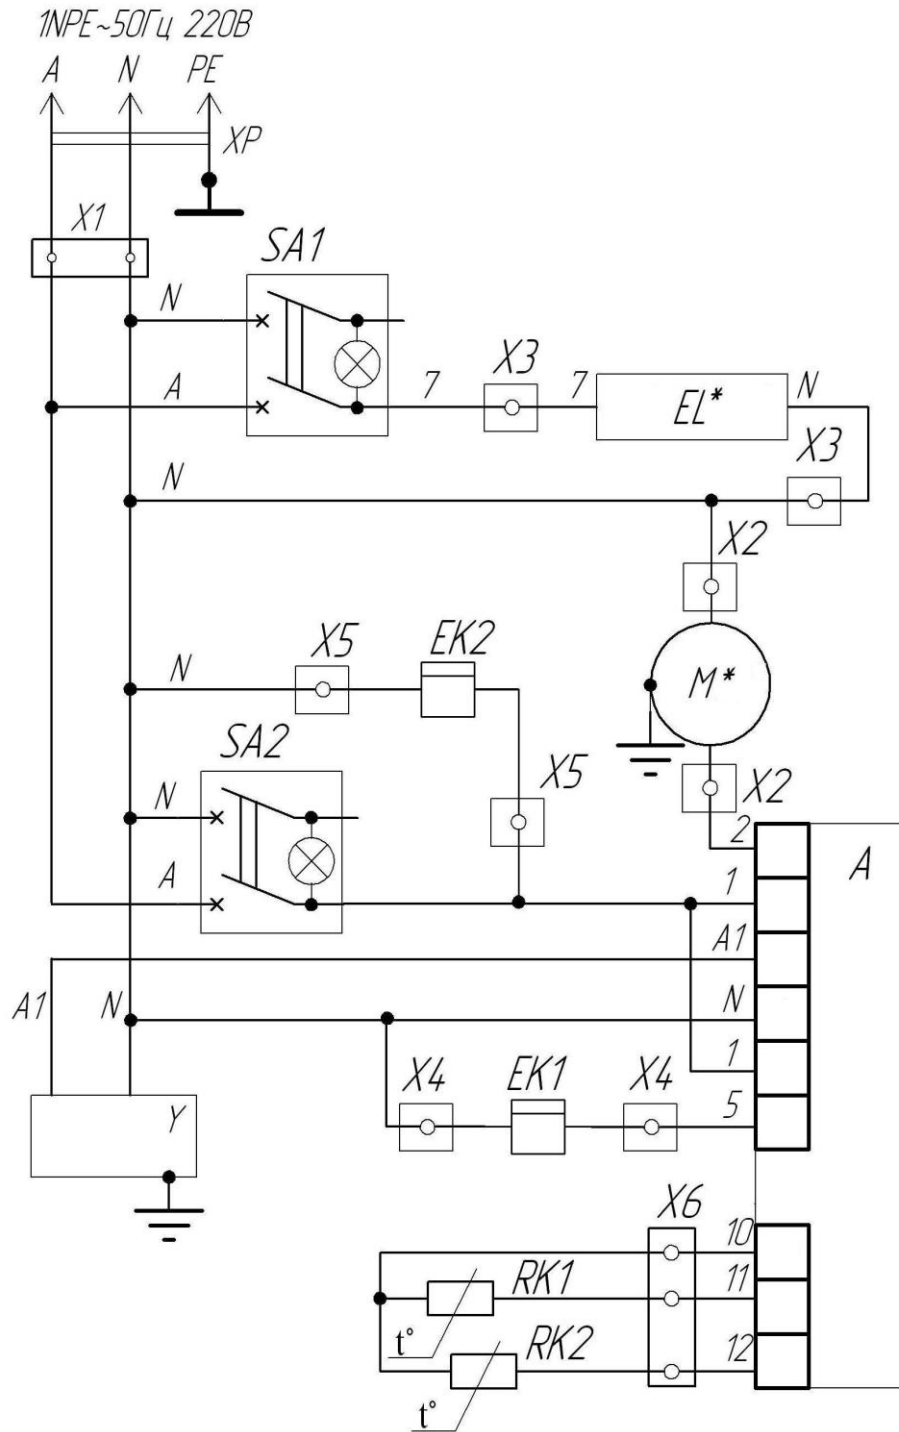 1NPE~50Гц 220В
A N PE
XP
X1
SA1
N
A 7 X3 7 EL* N
X3
N
X2
X5 EK2
N M*
SA2
X5 X2
N
2 A
A 1
A1
A1 N N
X4 EK1 X4 1
5
Y
X6
10
RK1 11
t°
RK2 12
t°